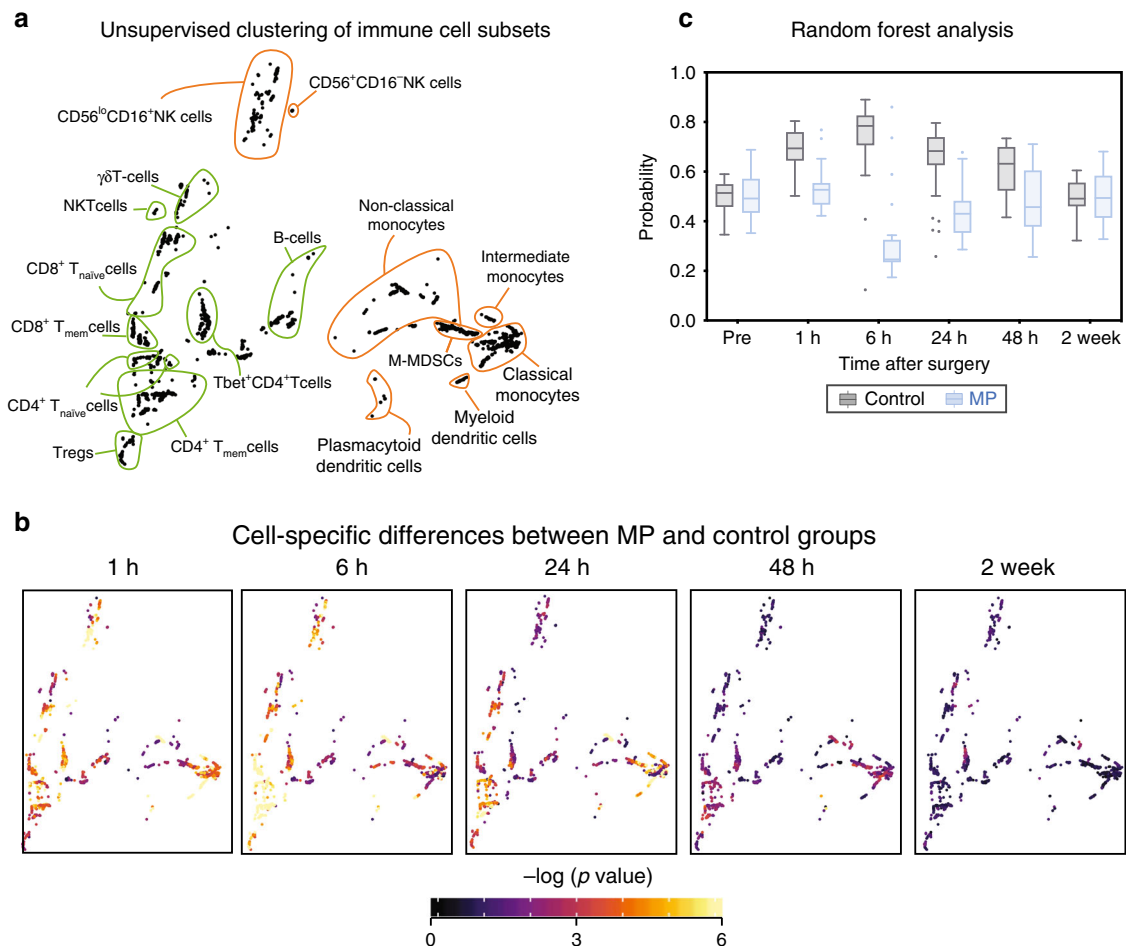 a
Unsupervised clustering of immune cell subsets
CD56⁺CD16⁻NK cells
CD56ˡᵒCD16⁺NK cells
γδT-cells
NKTcells
Non-classical
monocytes
B-cells
Intermediate
monocytes
CD8⁺ Tnaïvecells
CD8⁺ Tmemcells
M-MDSCs
Tbet⁺CD4⁺Tcells
Classical
monocytes
CD4⁺ Tnaïvecells
Myeloid
dendritic cells
Plasmacytoid
dendritic cells
Tregs
CD4⁺ Tmemcells
c
Random forest analysis
1.0
0.8
0.6
0.4
0.2
0.0
Probability
Pre 1 h 6 h 24 h 48 h 2 week
Time after surgery
Control MP
b
Cell-specific differences between MP and control groups
1 h 6 h 24 h 48 h 2 week
–log (p value)
0 3 6